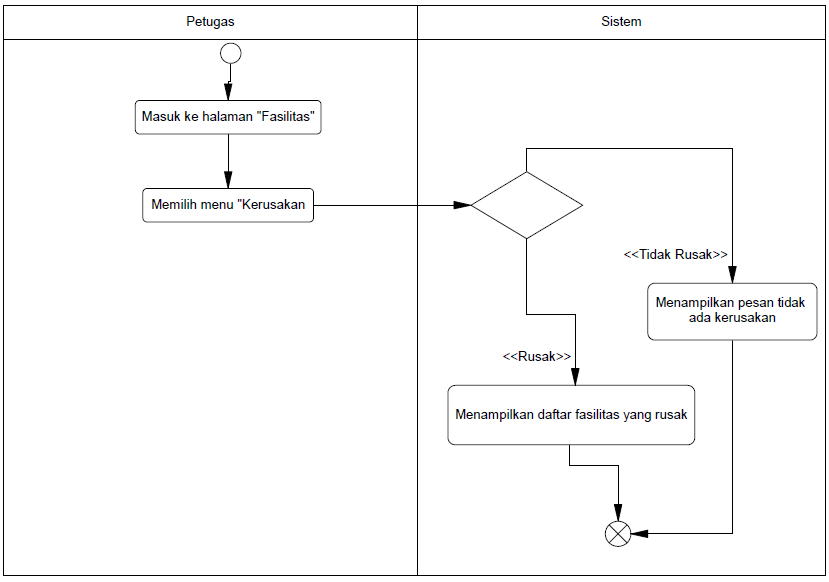 Petugas
Sistem
Masuk ke halaman "Fasilitas"
Memilih menu "Kerusakan
<<Tidak Rusak>>
Menampilkan pesan tidak
ada kerusakan
<<Rusak>>
Menampilkan daftar fasilitas yang rusak